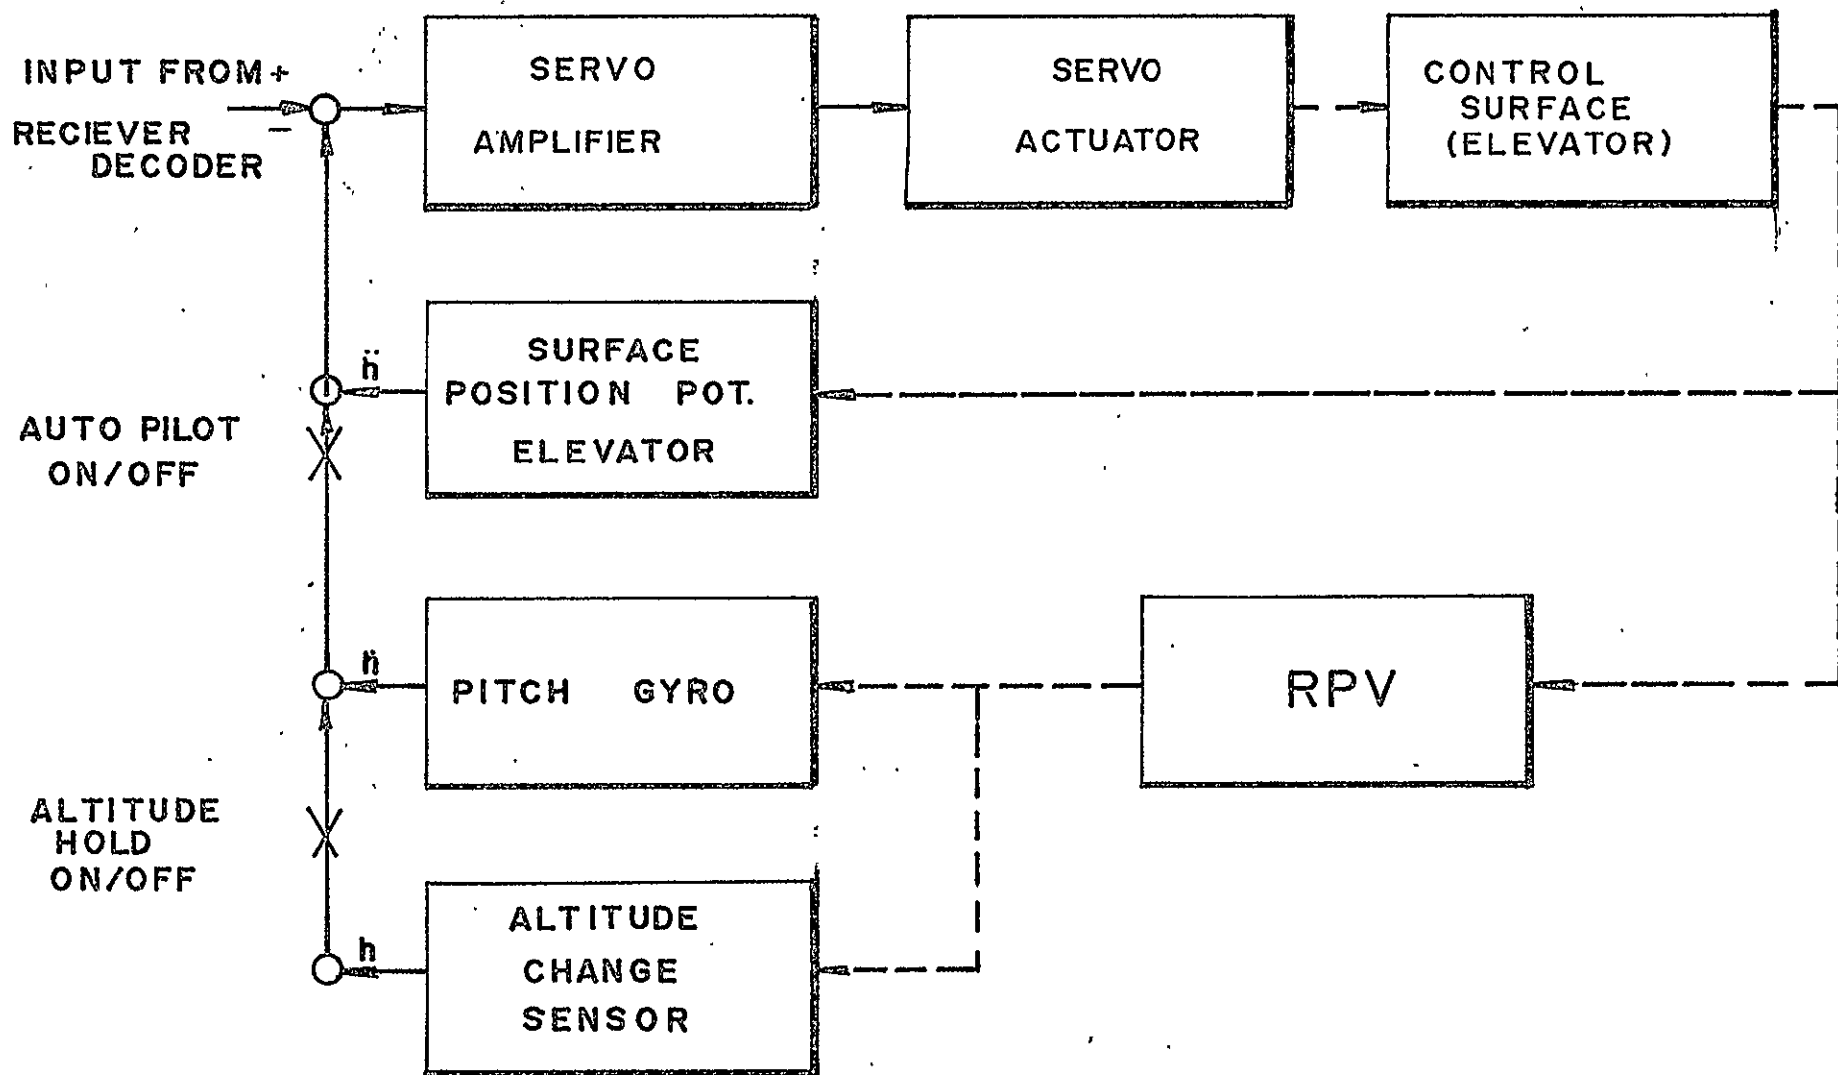 INPUT FROM +
RECIEVER
DECODER
−
SERVO
AMPLIFIER
SERVO
ACTUATOR
CONTROL
SURFACE
(ELEVATOR)
ḧ
SURFACE
POSITION POT.
ELEVATOR
AUTO PILOT
ON/OFF
ḣ
PITCH GYRO
RPV
ALTITUDE
HOLD
ON/OFF
h
ALTITUDE
CHANGE
SENSOR